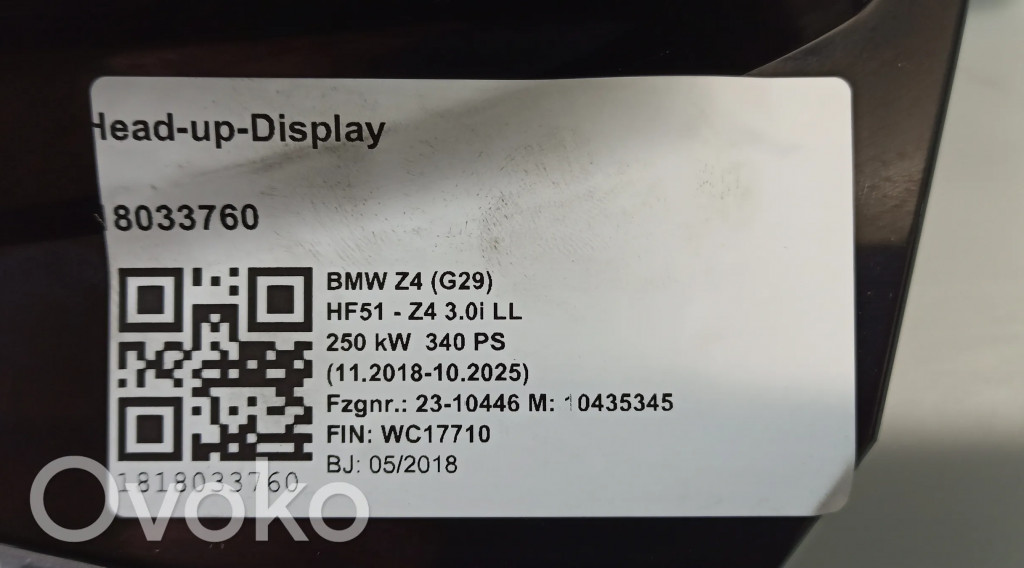 Head-up-Display
18033760
BMW Z4 (G29)
HF51 - Z4 3.0i LL
250 kW 340 PS
(11.2018-10.2025)
Fzgnr.: 23-10446 M: 10435345
FIN: WC17710
BJ: 05/2018
1818033760
Ovoko